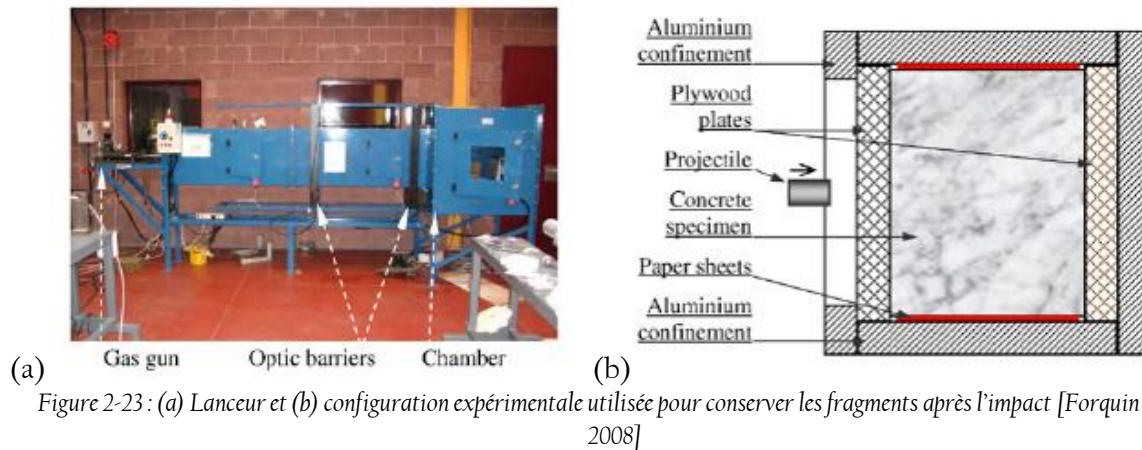 (a)
Gas gun
Optic barriers
Chamber
(b)
Aluminium
confinement
Plywood
plates
Projectile
Concrete
specimen
Paper sheets
Aluminium
confinement
Figure 2-23 : (a) Lanceur et (b) configuration expérimentale utilisée pour conserver les fragments après l'impact [Forquin
2008]